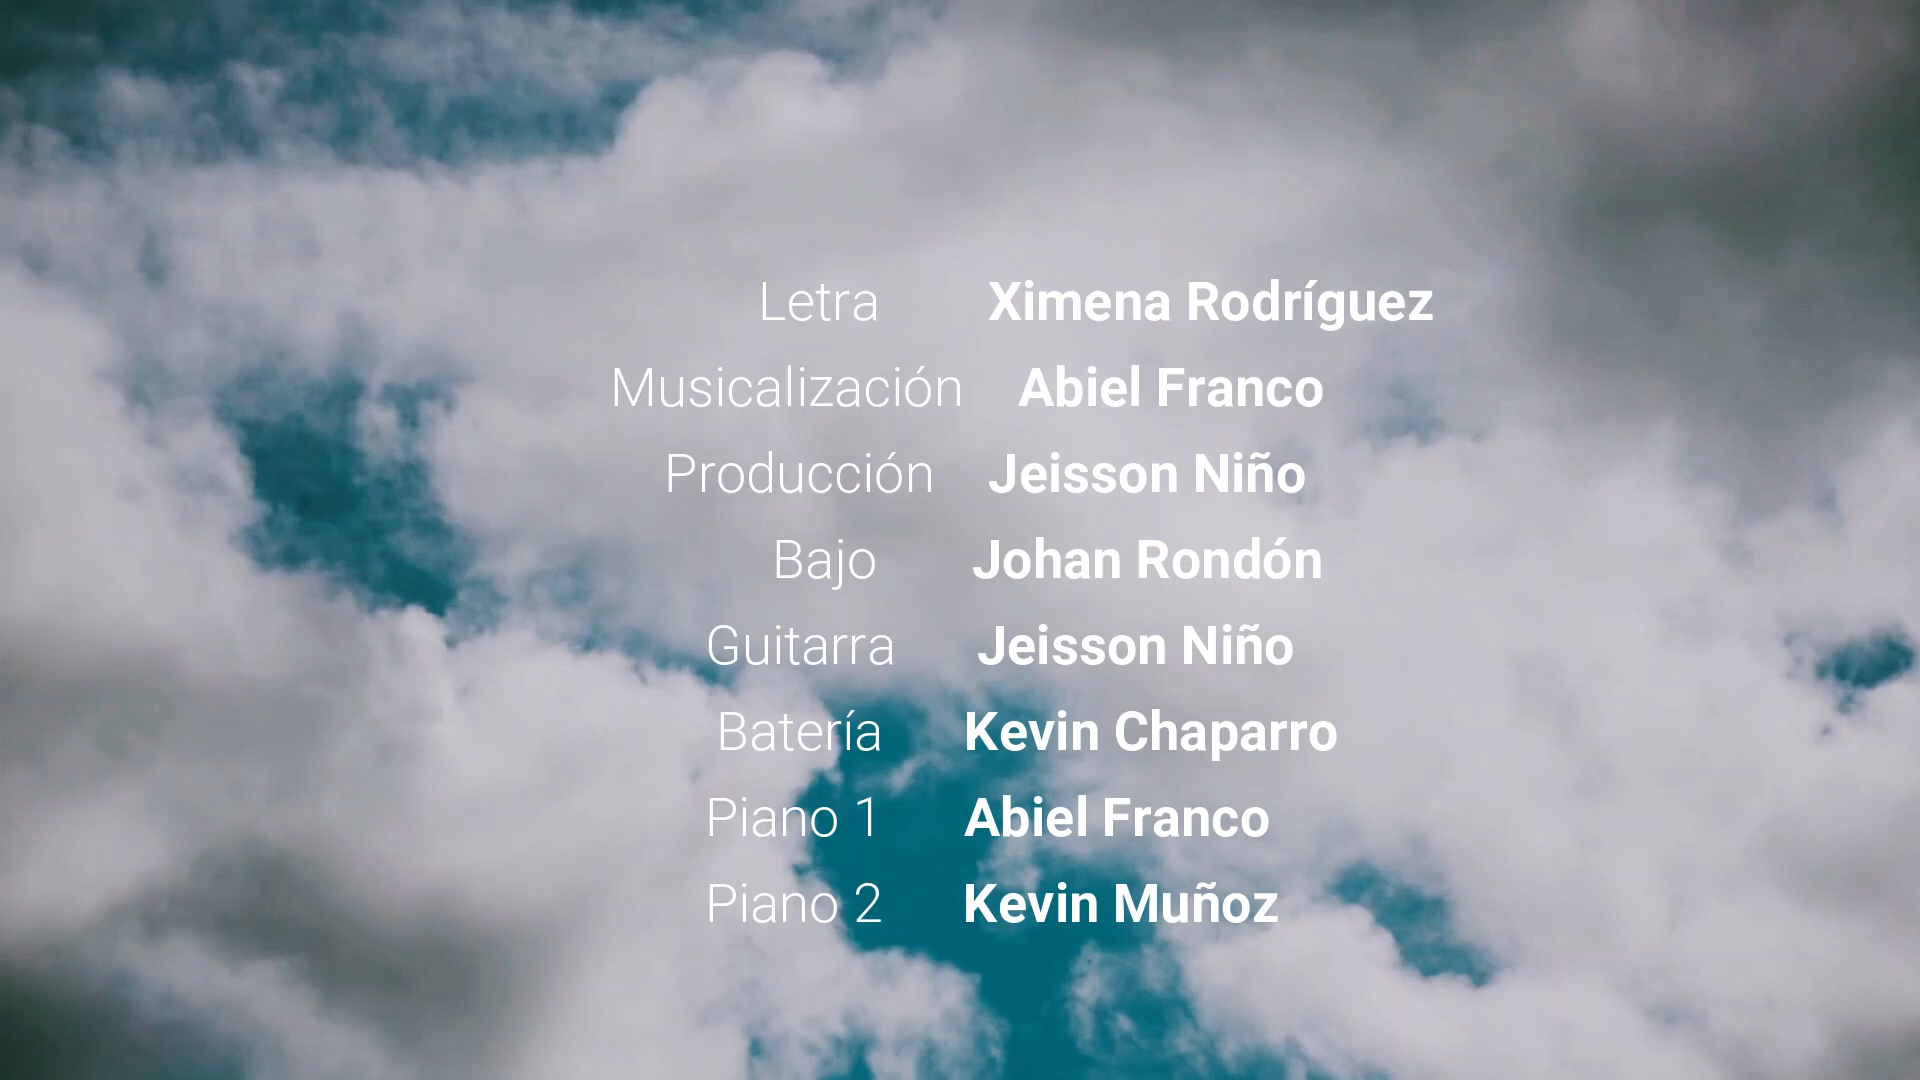 Letra Ximena Rodríguez
Musicalización Abiel Franco
Producción Jeisson Niño
Bajo Johan Rondón
Guitarra Jeisson Niño
Batería Kevin Chaparro
Piano 1 Abiel Franco
Piano 2 Kevin Muñoz